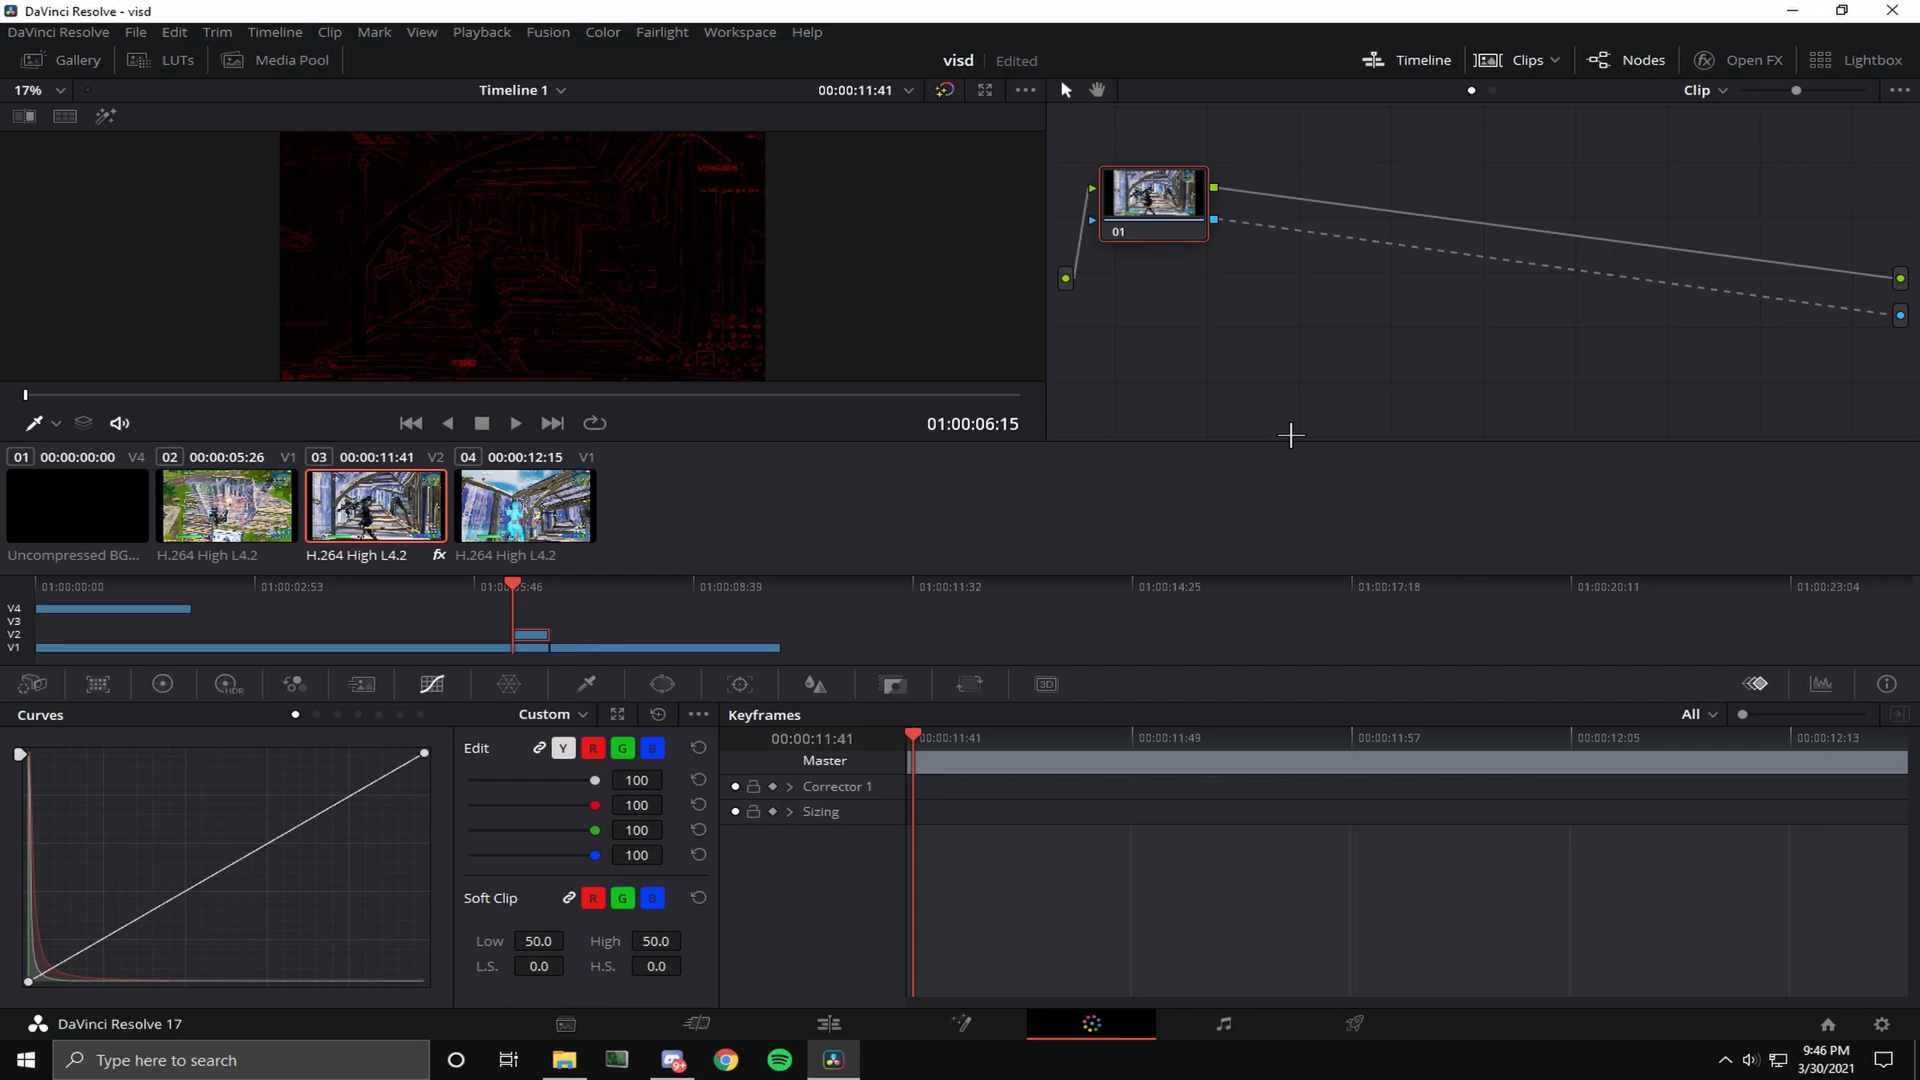 DaVinci Resolve - visd
DaVinci Resolve File Edit Trim Timeline Clip Mark View Playback Fusion Color Fairlight Workspace Help
Gallery LUTs Media Pool visd Edited Timeline Clips Nodes Open FX Lightbox
17% Timeline 1 00:00:11:41 Clip
01
01:00:06:15
01 00:00:00:00 V4 02 00:00:05:26 V1 03 00:00:11:41 V2 04 00:00:12:15 V1
Uncompressed BG... H.264 High L4.2 H.264 High L4.2 fx H.264 High L4.2
01:00:00:00 01:00:02:53 01:00:05:46 01:00:08:39 01:00:11:32 01:00:14:25 01:00:17:18 01:00:20:11 01:00:23:04
V4
V3
V2
V1
HDR 3D
Curves Custom Keyframes All
00:00:11:41 00:00:11:41 00:00:11:49 00:00:11:57 00:00:12:05 00:00:12:13
Edit Y R G B
Master
100
Corrector 1
100
Sizing
100
100
Soft Clip R G B
Low 50.0 High 50.0
L.S. 0.0 H.S. 0.0
DaVinci Resolve 17
Type here to search
9+
9:46 PM
3/30/2021